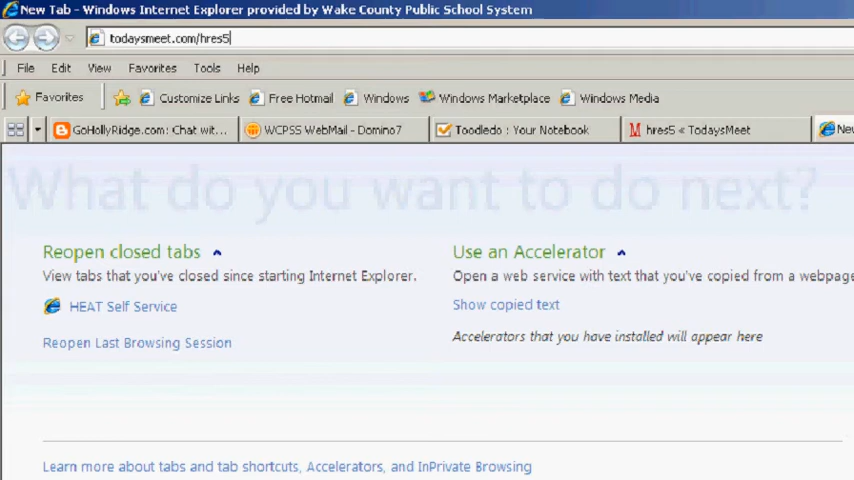 New Tab - Windows Internet Explorer provided by Wake County Public School System
todaysmeet.com/hres5
File Edit View Favorites Tools Help
Favorites Customize Links Free Hotmail Windows Windows Marketplace Windows Media
GoHollyRidge.com: Chat wit... WCPSS WebMail - Domino7 Toodledo : Your Notebook hres5 « TodaysMeet New
What do you want to do next?
Reopen closed tabs
View tabs that you've closed since starting Internet Explorer.
HEAT Self Service
Reopen Last Browsing Session
Use an Accelerator
Open a web service with text that you've copied from a webpage
Show copied text
Accelerators that you have installed will appear here
Learn more about tabs and tab shortcuts, Accelerators, and InPrivate Browsing